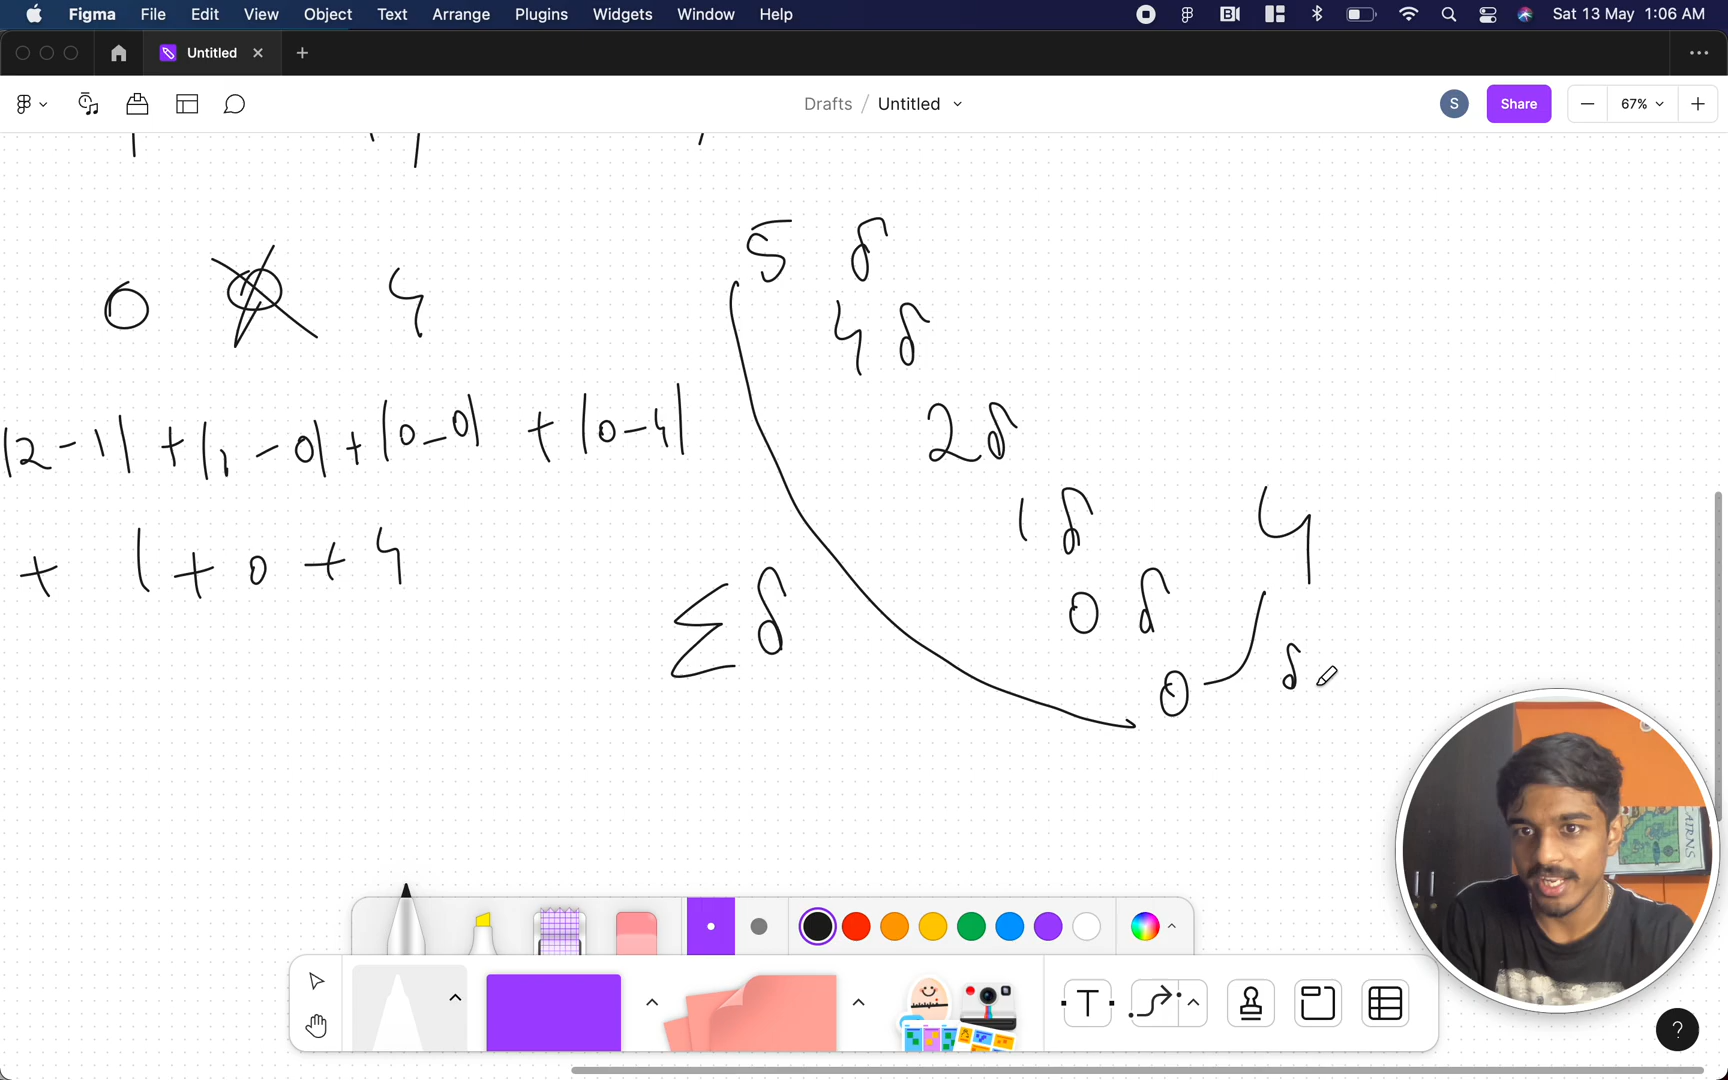 Figma File Edit View Object Text Arrange Plugins Widgets Window Help Sat 13 May 1:06 AM
Untitled
Drafts / Untitled
S Share 67%
0 4
|2-1| + |1-0| + |0-0| + |0-4|
+ 1 + 0 + 4
5 δ
4 δ
2 δ
1 δ 4
Σ δ
0 δ
0 δ
T
?
CAIRNS